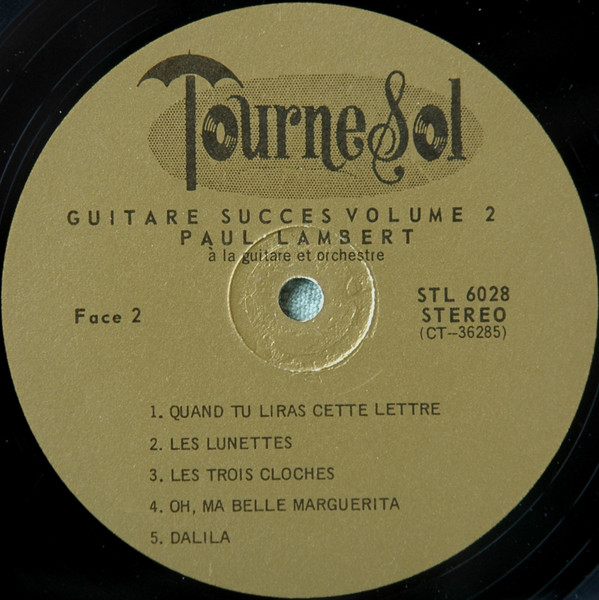 TourneSol
GUITARE SUCCES VOLUME 2
PAUL LAMBERT
à la guitare et orchestre
Face 2
STL 6028
STEREO
(CT-36285)
1. QUAND TU LIRAS CETTE LETTRE
2. LES LUNETTES
3. LES TROIS CLOCHES
4. OH, MA BELLE MARGUERITA
5. DALILA